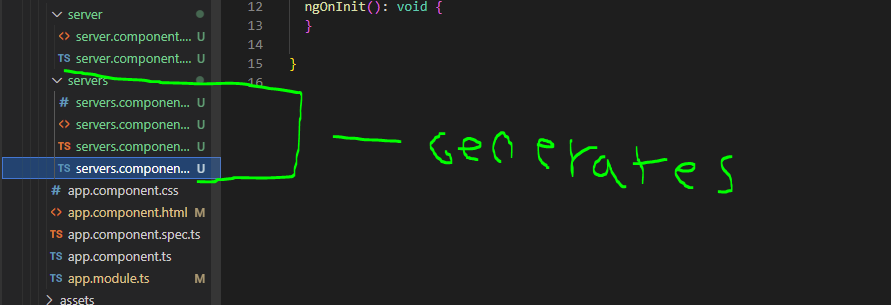 server
<> server.component.... U
TS server.component.... U
servers
# servers.componen... U
<> servers.componen... U
TS servers.componen... U
TS servers.componen... U
# app.component.css
<> app.component.html M
TS app.component.spec.ts
TS app.component.ts
TS app.module.ts M
assets
12 ngOnInit(): void {
13 }
14
15 }
16
Generates